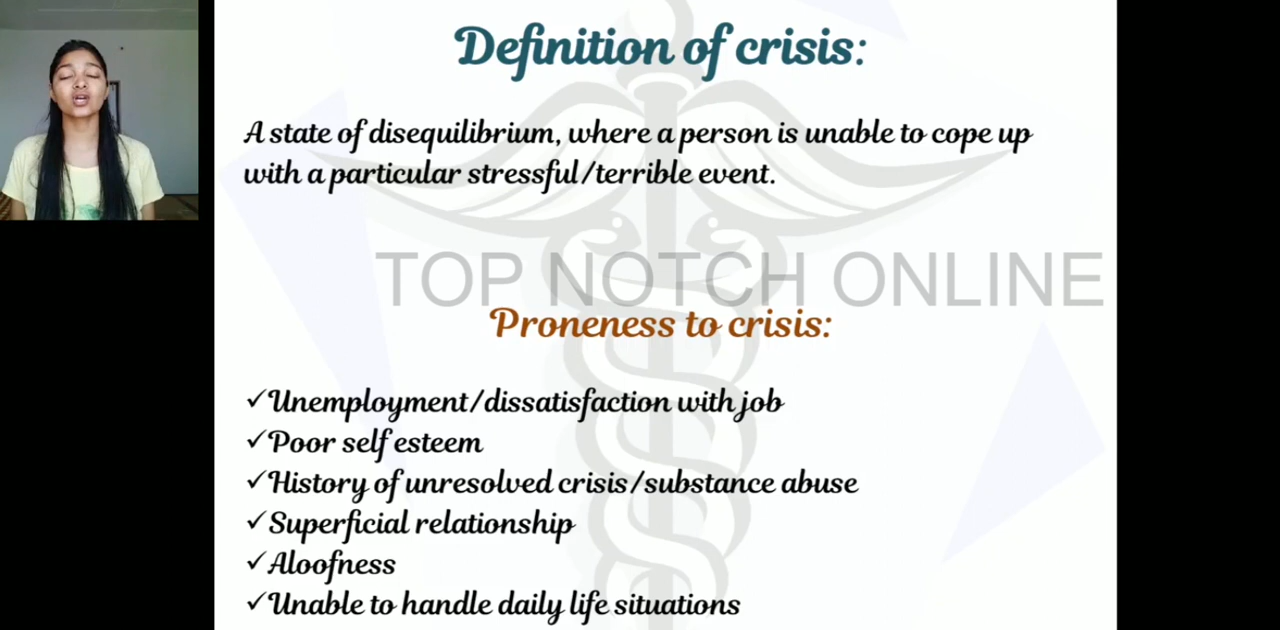 Definition of crisis:
A state of disequilibrium, where a person is unable to cope up
with a particular stressful/terrible event.
TOP NOTCH ONLINE
Proneness to crisis:
✓Unemployment/dissatisfaction with job
✓Poor self esteem
✓History of unresolved crisis/substance abuse
✓Superficial relationship
✓Aloofness
✓Unable to handle daily life situations